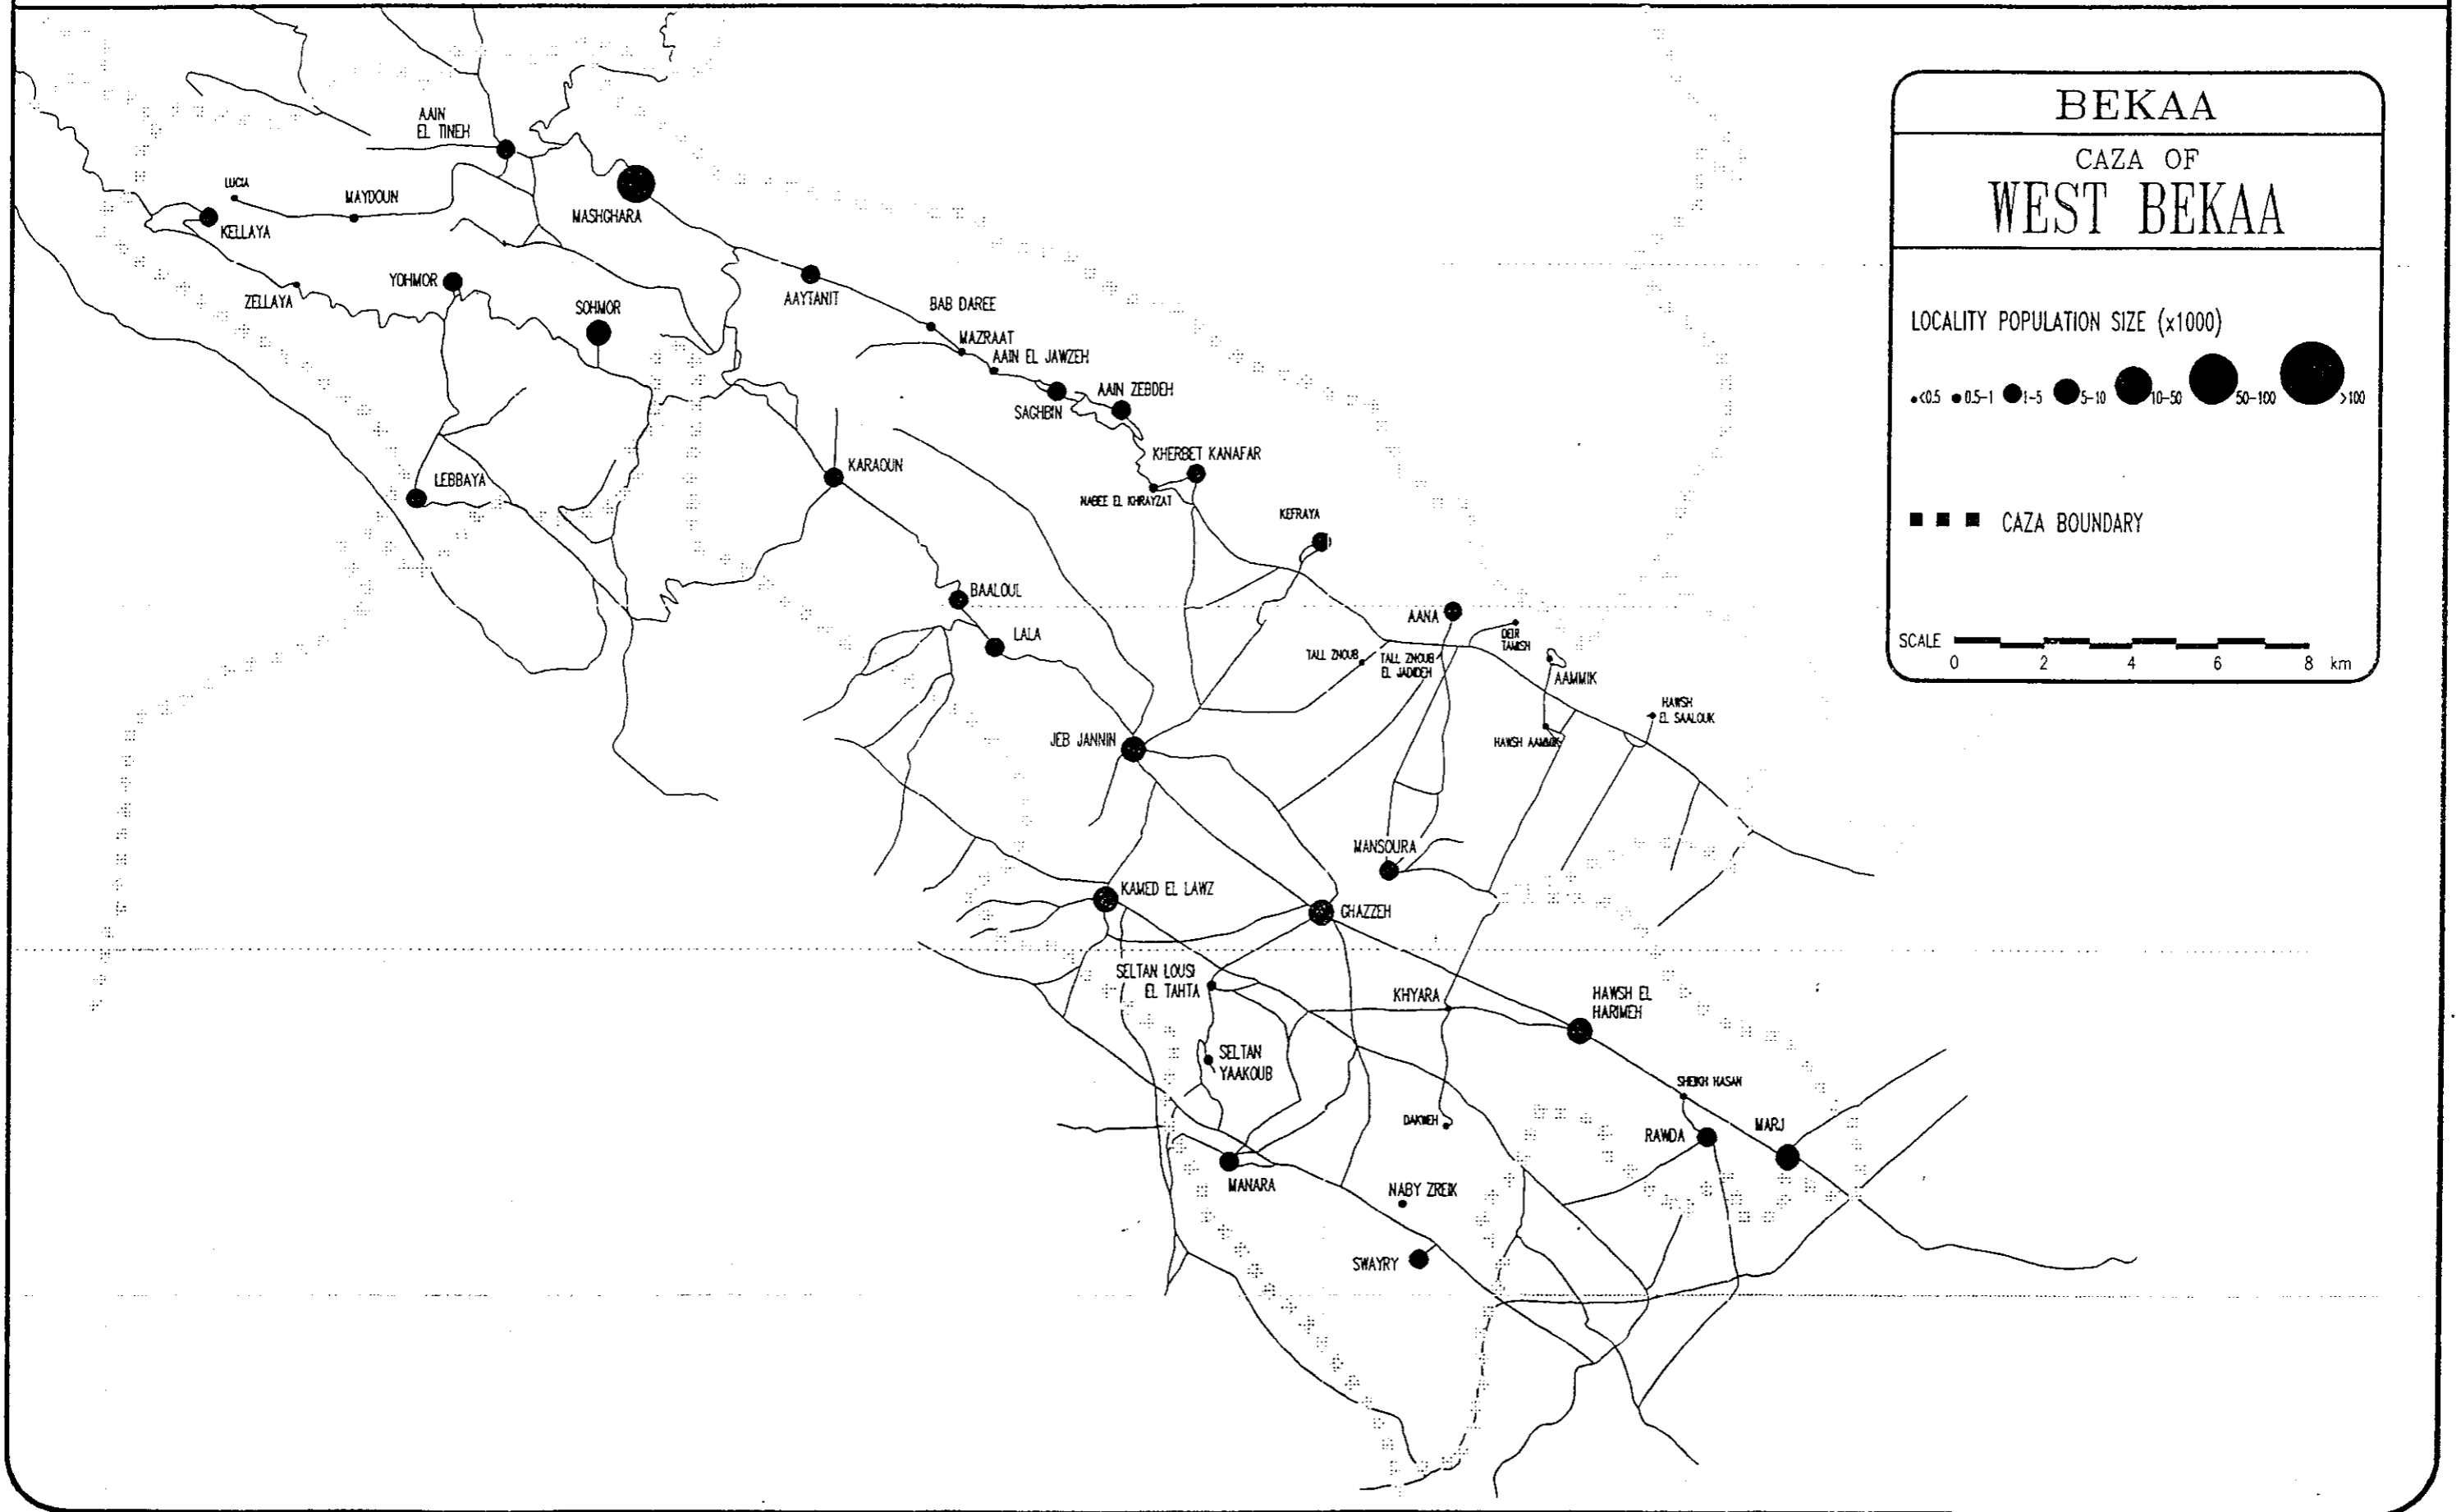 BEKAA
CAZA OF
WEST BEKAA
LOCALITY POPULATION SIZE (x1000)
<0.5 0.5-1 1-5 5-10 10-50 50-100 >100
CAZA BOUNDARY
SCALE
0 2 4 6 8 km
AAIN
EL TINEH
LUCIA
MAYDOUN
MASHGHARA
KELLAYA
YOHMOR
ZELLAYA
SOHMOR
AAYTANIT
BAB DAREE
MAZRAAT
AAIN EL JAWZEH
SAGHBIN
AAIN ZEBDEH
KHERBET KANAFAR
NABEE EL KHRAYZAT
KARAOUN
LEBBAYA
KEFRAYA
BAALOUL
LALA
AANA
DEIR
TAMISH
TALL ZNOUB
TALL ZNOUB
EL JADIDEH
AAMMIK
HAWSH
EL SAALOUK
HAWSH AAMMIK
JEB JANNIN
MANSOURA
KAMED EL LAWZ
GHAZZEH
SELTAN LOUSI
EL TAHTA
KHYARA
HAWSH EL
HARIMEH
SELTAN
YAAKOUB
SHEIKH HASAN
DAKWEH
RAWDA
MARJ
MANARA
NABY ZREIK
SWAYRY